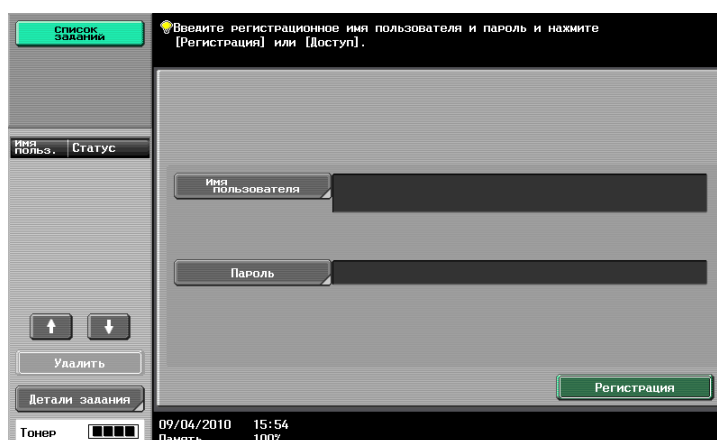 Список
заданий
Введите регистрационное имя пользователя и пароль и нажмите
[Регистрация] или [Доступ].
Имя
польз.
Статус
Имя
пользователя
Пароль
Удалить
Детали задания
Регистрация
Тонер
09/04/2010 15:54
Память 100%